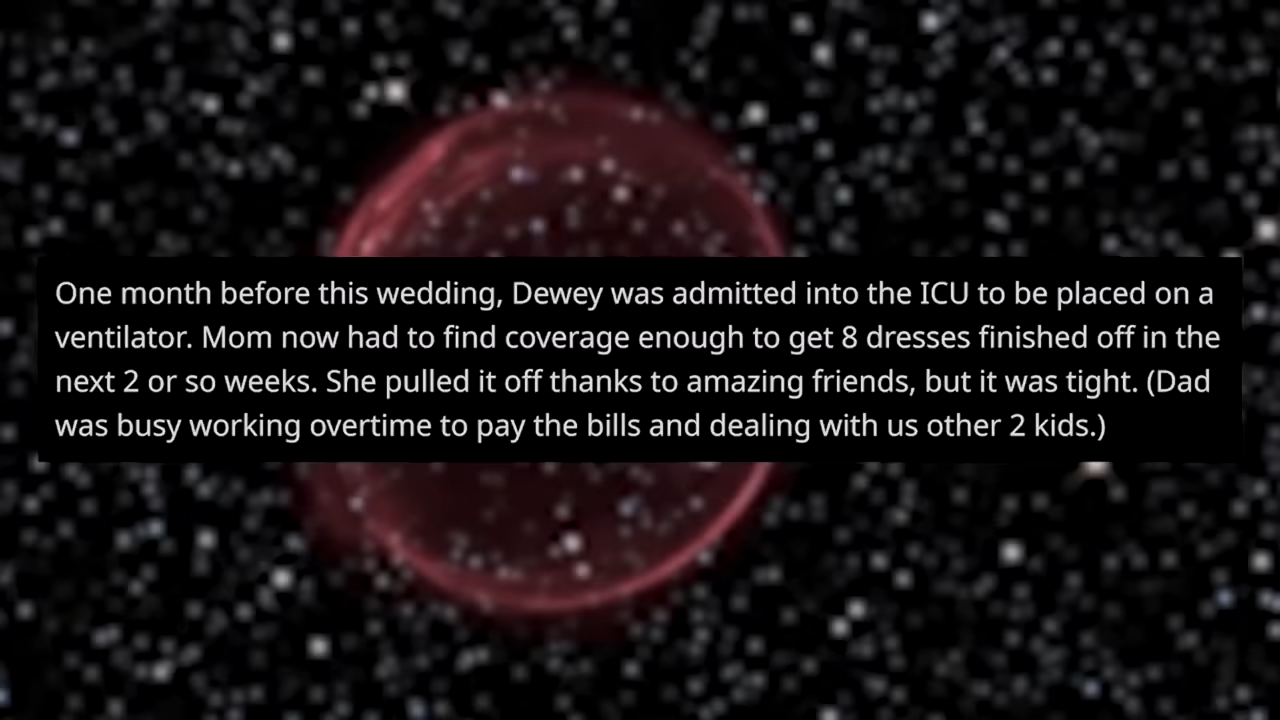 One month before this wedding, Dewey was admitted into the ICU to be placed on a
ventilator. Mom now had to find coverage enough to get 8 dresses finished off in the
next 2 or so weeks. She pulled it off thanks to amazing friends, but it was tight. (Dad
was busy working overtime to pay the bills and dealing with us other 2 kids.)